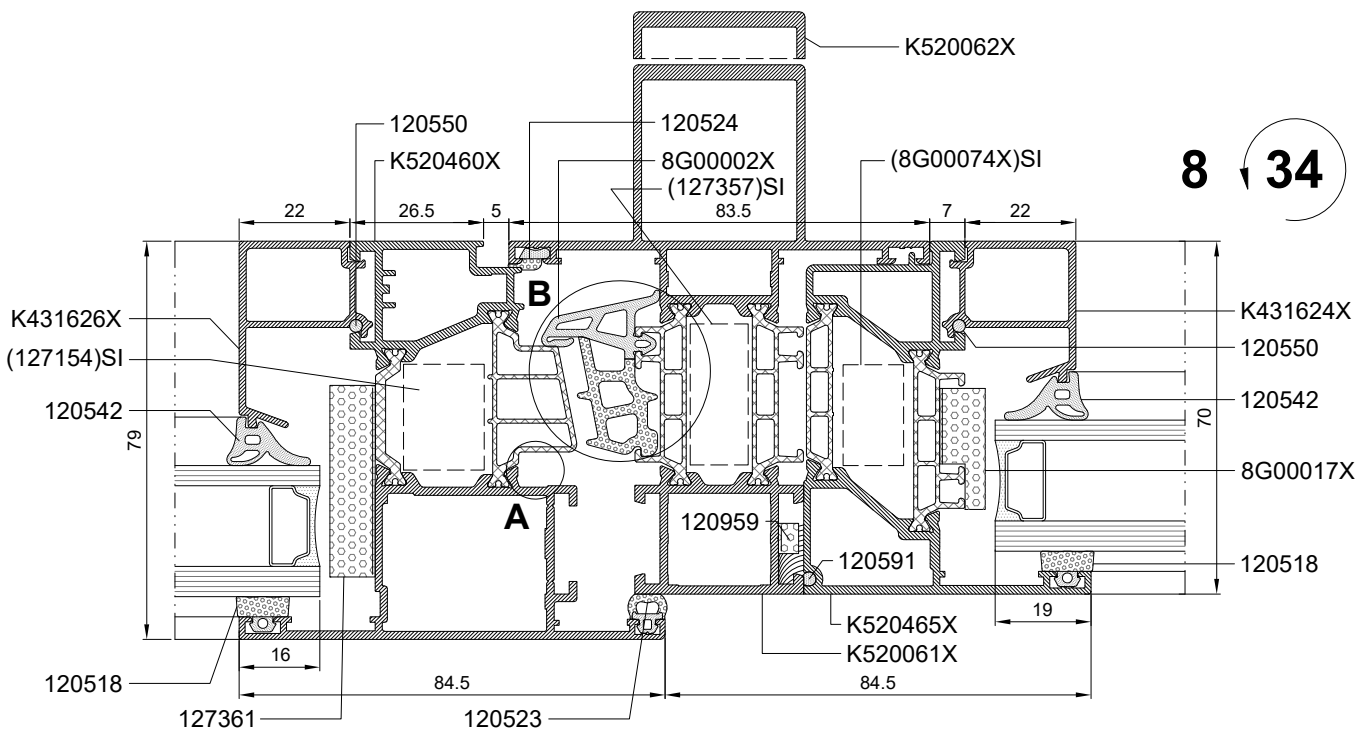 K520062X
120550
120524
K520460X
8G00002X
(8G00074X)SI
(127357)SI
8 34
22 26.5 5 83.5 7 22
B
K431626X
K431624X
(127154)SI
120550
120542
120542
79
70
8G00017X
A
120959
120591
120518
19
K520465X
K520061X
16
120518
84.5 84.5
127361
120523